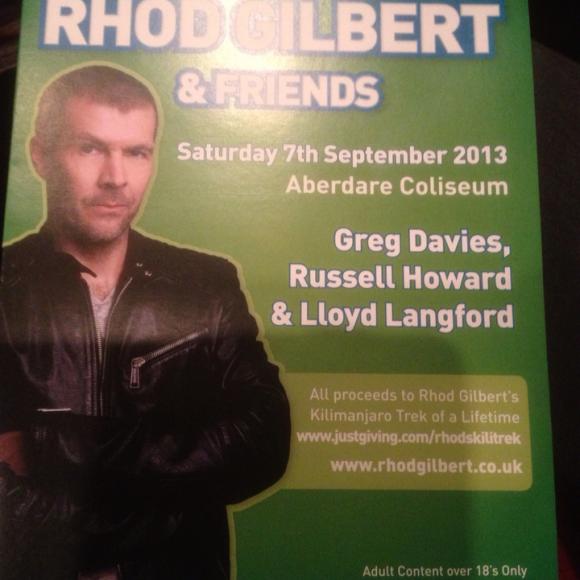 RHOD GILBERT
& FRIENDS
Saturday 7th September 2013
Aberdare Coliseum
Greg Davies,
Russell Howard
& Lloyd Langford
All proceeds to Rhod Gilbert's
Kilimanjaro Trek of a Lifetime
www.justgiving.com/rhodskilitrek
www.rhodgilbert.co.uk
Adult Content over 18's Only